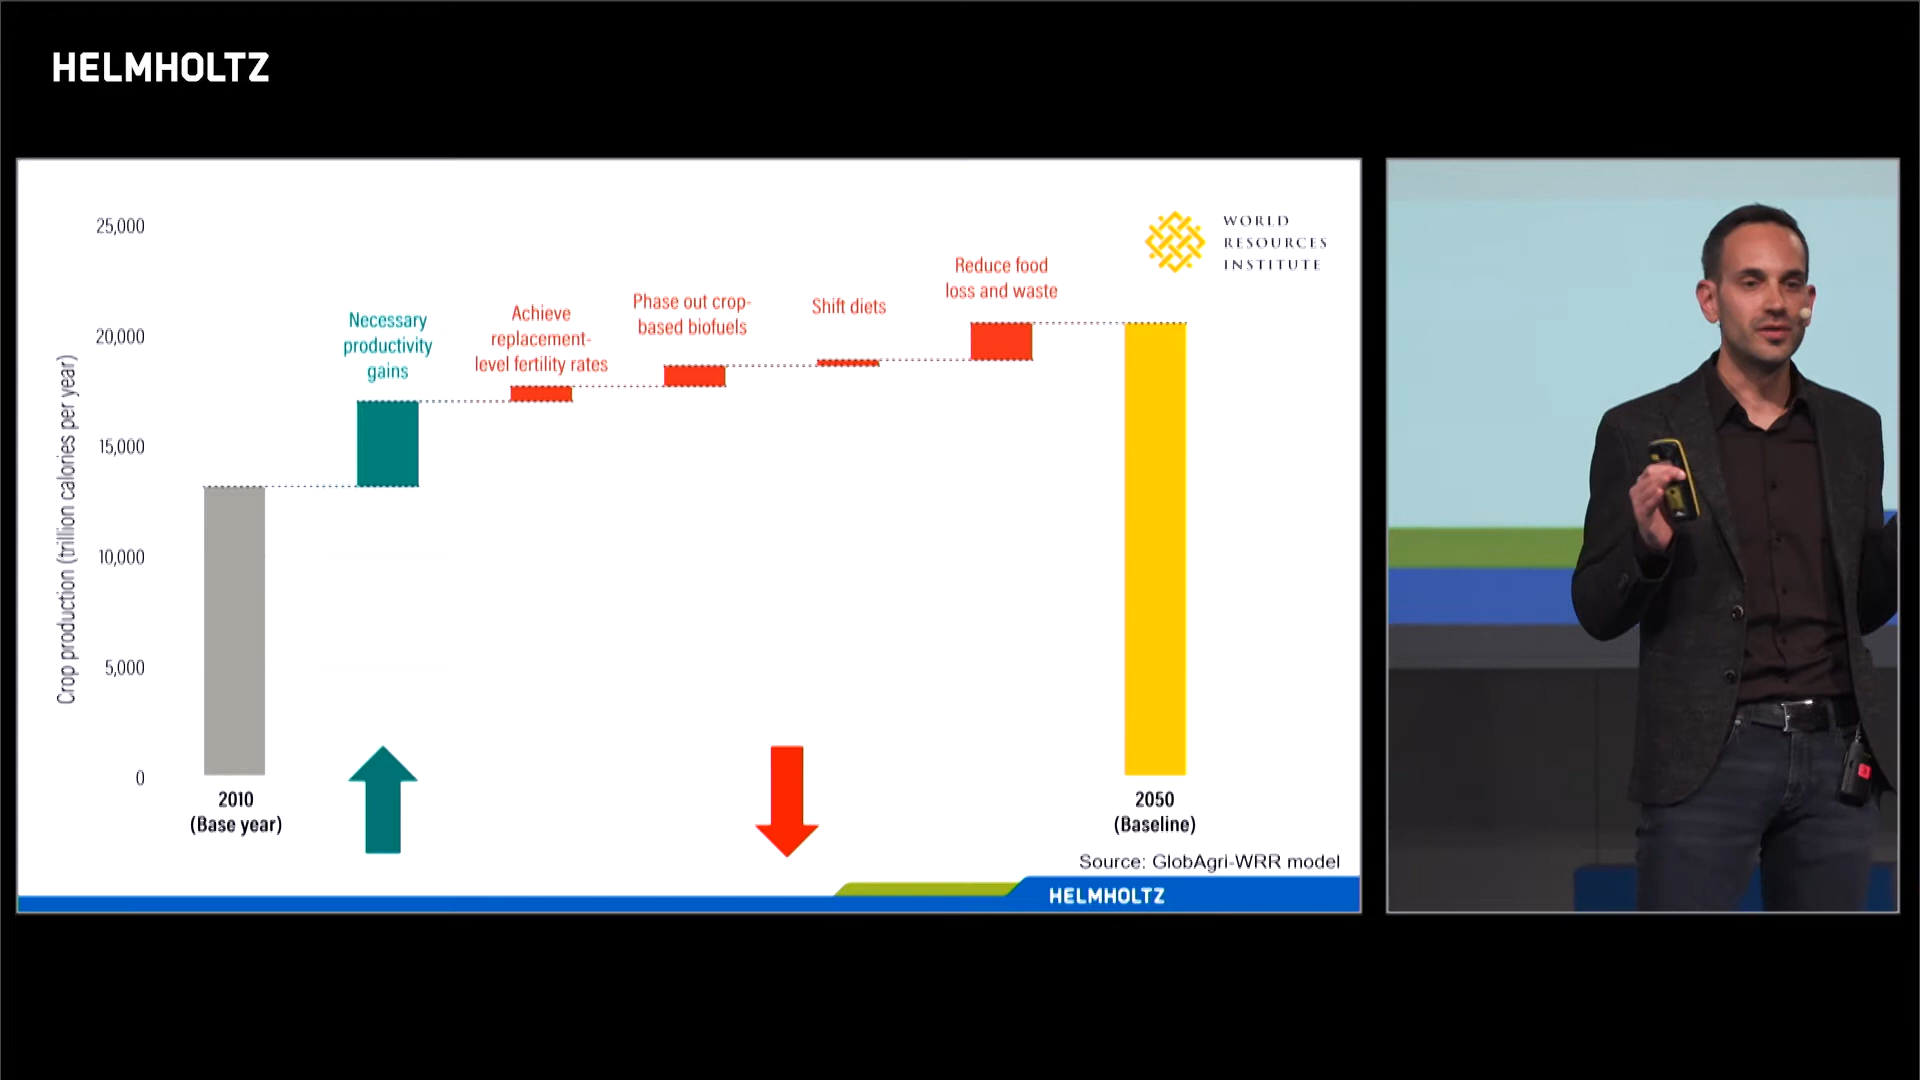 HELMHOLTZ
WORLD
RESOURCES
INSTITUTE
Crop production (trillion calories per year)
25,000
20,000
15,000
10,000
5,000
0
Necessary
productivity
gains
Achieve
replacement-
level fertility rates
Phase out crop-
based biofuels
Shift diets
Reduce food
loss and waste
2010
(Base year)
2050
(Baseline)
Source: GlobAgri-WRR model
HELMHOLTZ